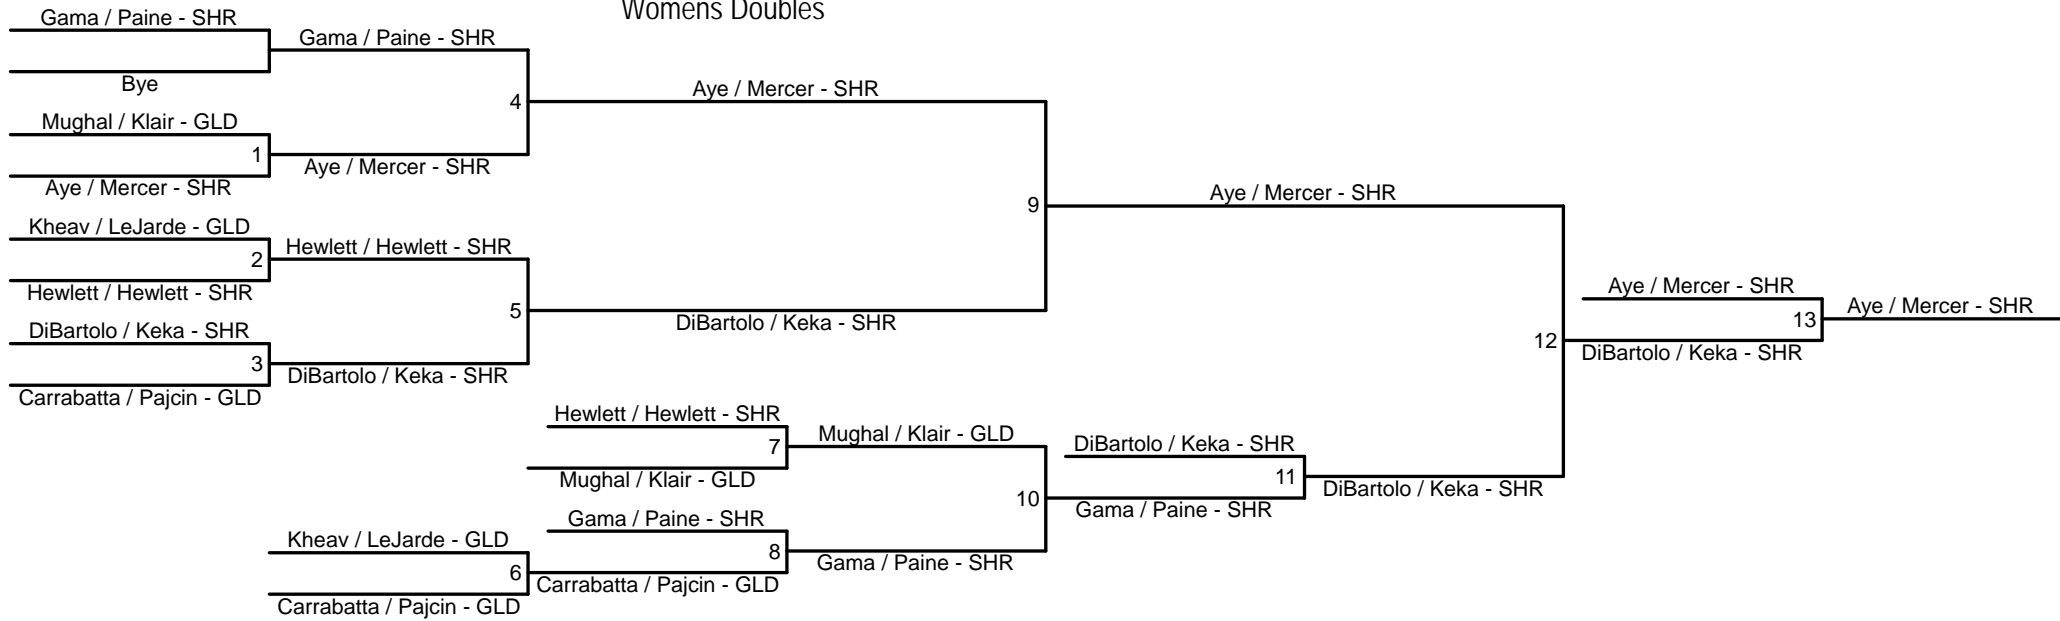 Womens Doubles
Gama / Paine - SHR
Bye
Mughal / Klair - GLD
1
Aye / Mercer - SHR
Kheav / LeJarde - GLD
2
Hewlett / Hewlett - SHR
DiBartolo / Keka - SHR
3
Carrabatta / Pajcin - GLD
Gama / Paine - SHR
4
Aye / Mercer - SHR
Hewlett / Hewlett - SHR
5
DiBartolo / Keka - SHR
Kheav / LeJarde - GLD
6
Carrabatta / Pajcin - GLD
Aye / Mercer - SHR
9
DiBartolo / Keka - SHR
Hewlett / Hewlett - SHR
7
Mughal / Klair - GLD
Gama / Paine - SHR
8
Carrabatta / Pajcin - GLD
Mughal / Klair - GLD
10
Gama / Paine - SHR
Aye / Mercer - SHR
12
DiBartolo / Keka - SHR
11
Gama / Paine - SHR
DiBartolo / Keka - SHR
Aye / Mercer - SHR
13
DiBartolo / Keka - SHR
Aye / Mercer - SHR